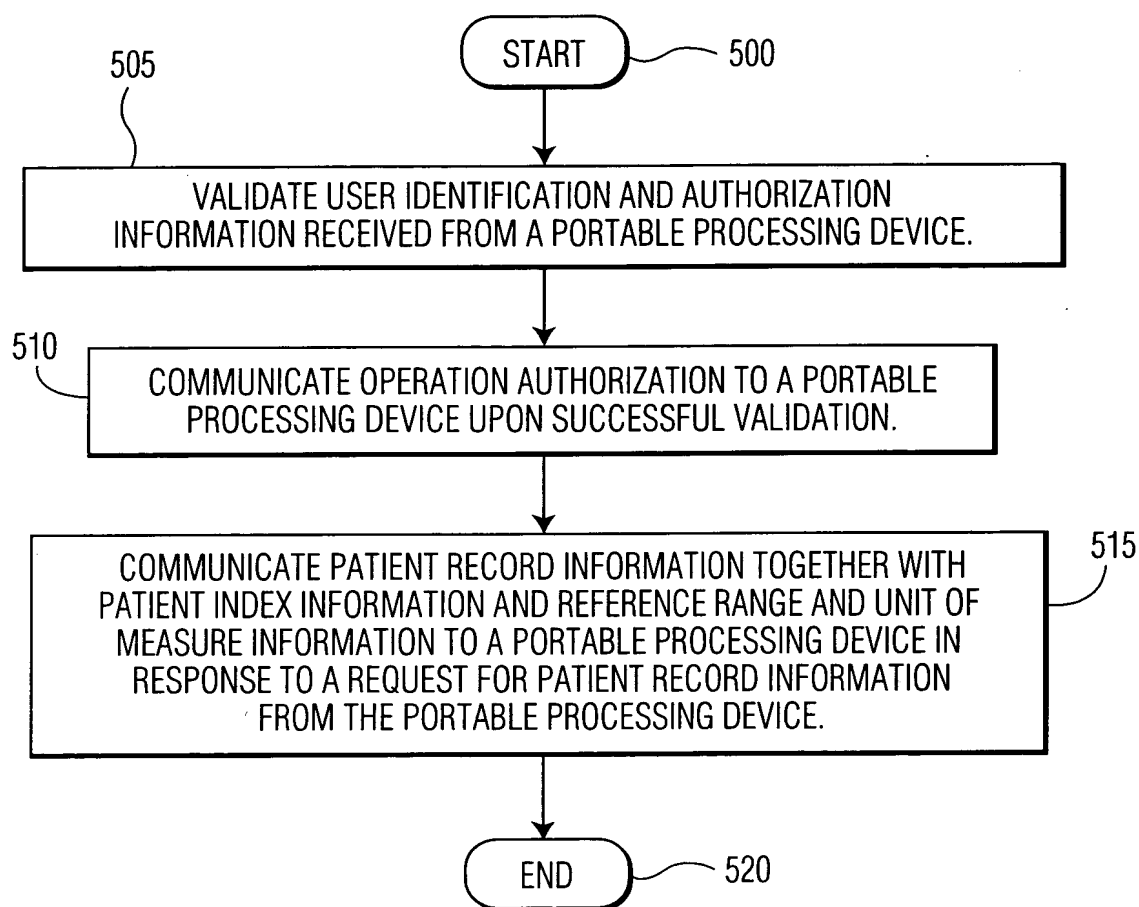 START
500
505
VALIDATE USER IDENTIFICATION AND AUTHORIZATION
INFORMATION RECEIVED FROM A PORTABLE PROCESSING DEVICE.
510
COMMUNICATE OPERATION AUTHORIZATION TO A PORTABLE
PROCESSING DEVICE UPON SUCCESSFUL VALIDATION.
515
COMMUNICATE PATIENT RECORD INFORMATION TOGETHER WITH
PATIENT INDEX INFORMATION AND REFERENCE RANGE AND UNIT OF
MEASURE INFORMATION TO A PORTABLE PROCESSING DEVICE IN
RESPONSE TO A REQUEST FOR PATIENT RECORD INFORMATION
FROM THE PORTABLE PROCESSING DEVICE.
END
520